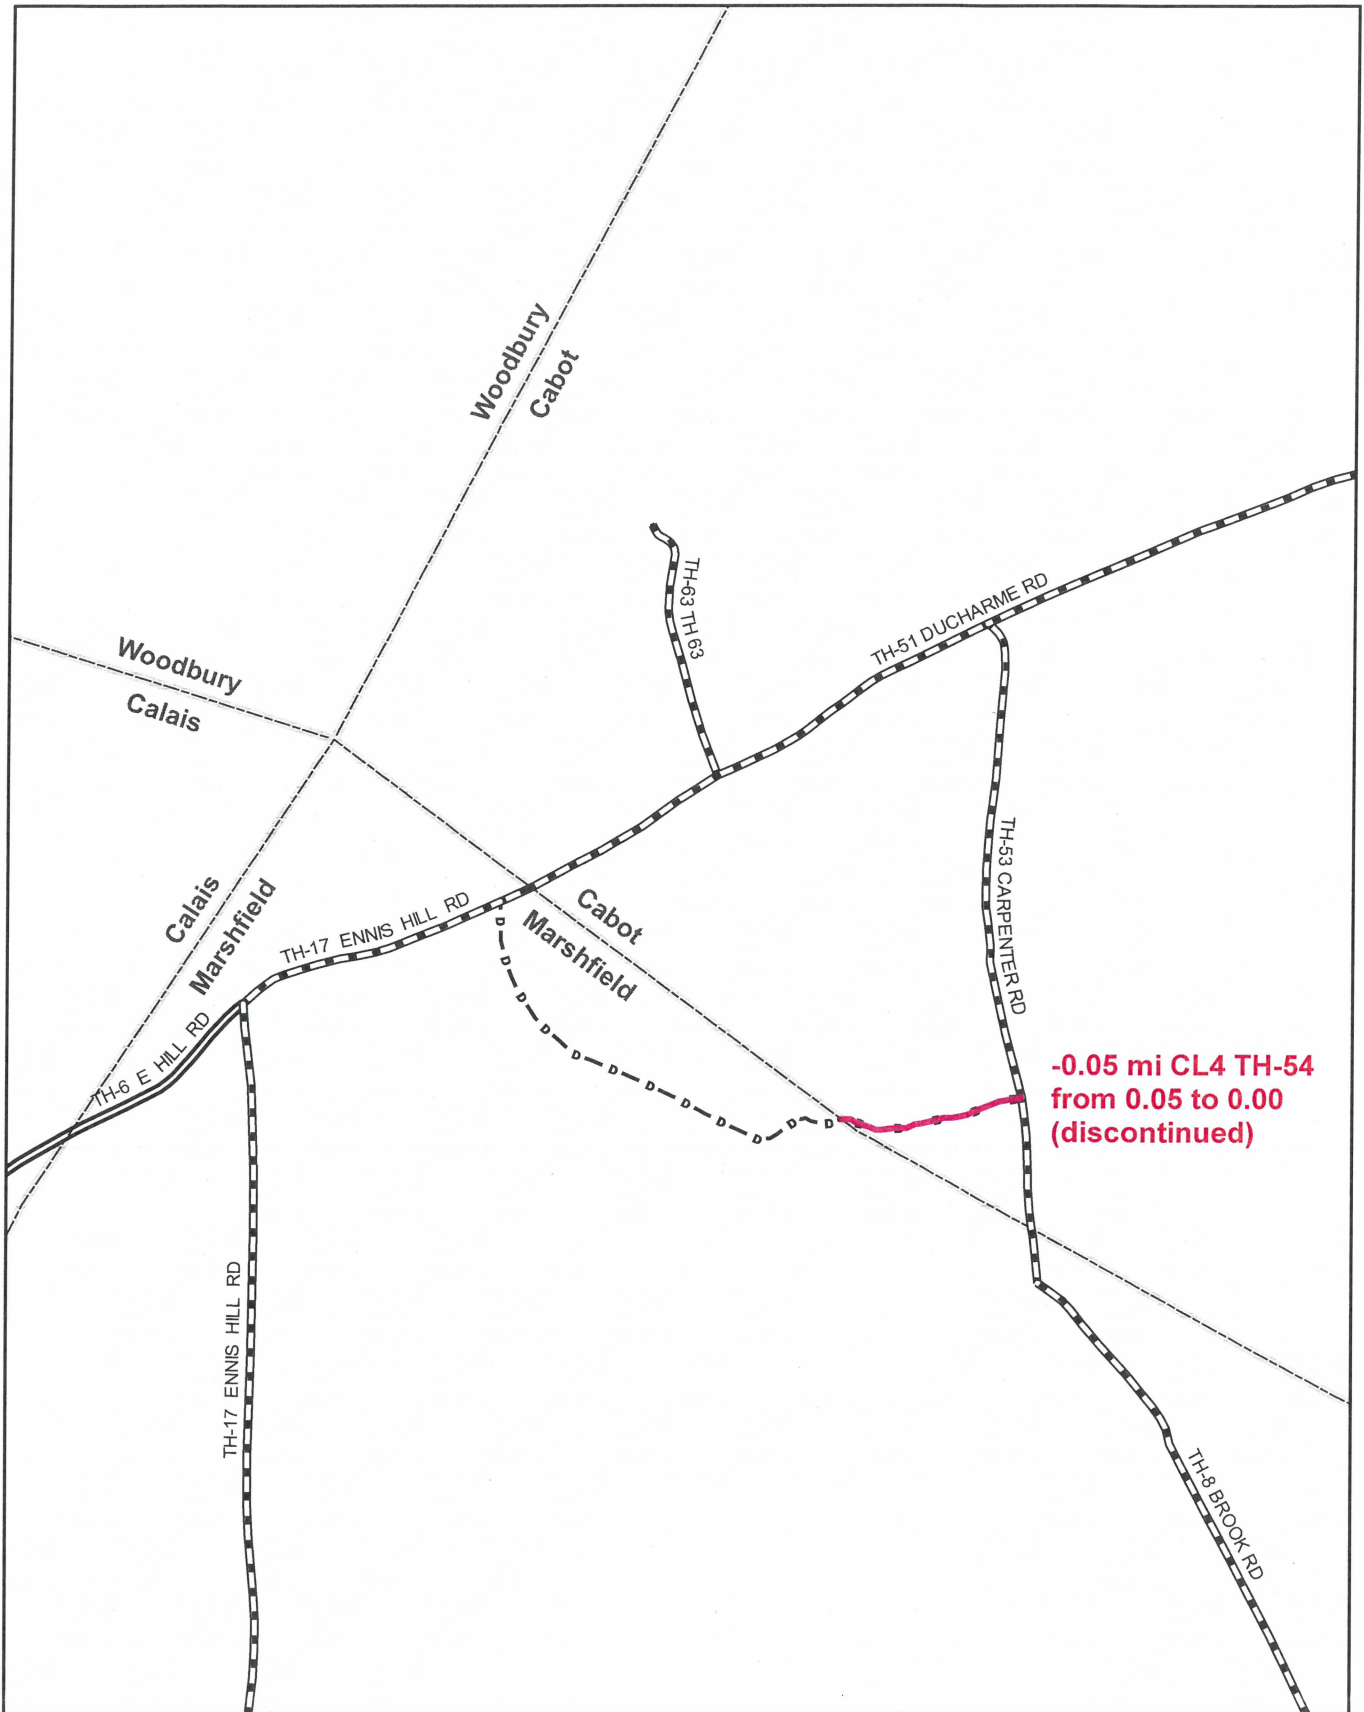 Woodbury
Cabot
TH-63 TH 63
TH-51 DUCHARME RD
Woodbury
Calais
TH-53 CARPENTER RD
Calais
Marshfield
TH-17 ENNIS HILL RD
Cabot
Marshfield
D
D
D
D
D
D
D
D
D
D
D
D
TH-6 E HILL RD
-0.05 mi CL4 TH-54
from 0.05 to 0.00
(discontinued)
TH-17 ENNIS HILL RD
TH-8 BROOK RD